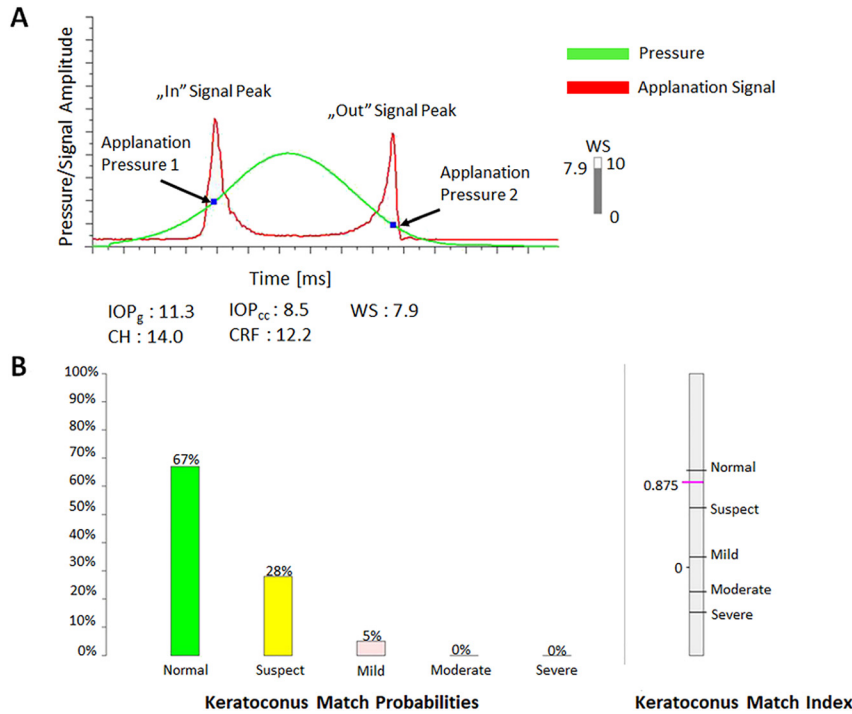 A
Pressure/Signal Amplitude
„In” Signal Peak
„Out” Signal Peak
Applanation
Pressure 1
Applanation
Pressure 2
Pressure
Applanation Signal
WS
7.9
10
0
Time [ms]
IOPg : 11.3
IOPcc : 8.5
WS : 7.9
CH : 14.0
CRF : 12.2
B
100%
90%
80%
70%
60%
50%
40%
30%
20%
10%
0%
67%
28%
5%
0%
0%
Normal
Suspect
Mild
Moderate
Severe
Keratoconus Match Probabilities
Normal
0.875
Suspect
Mild
0
Moderate
Severe
Keratoconus Match Index